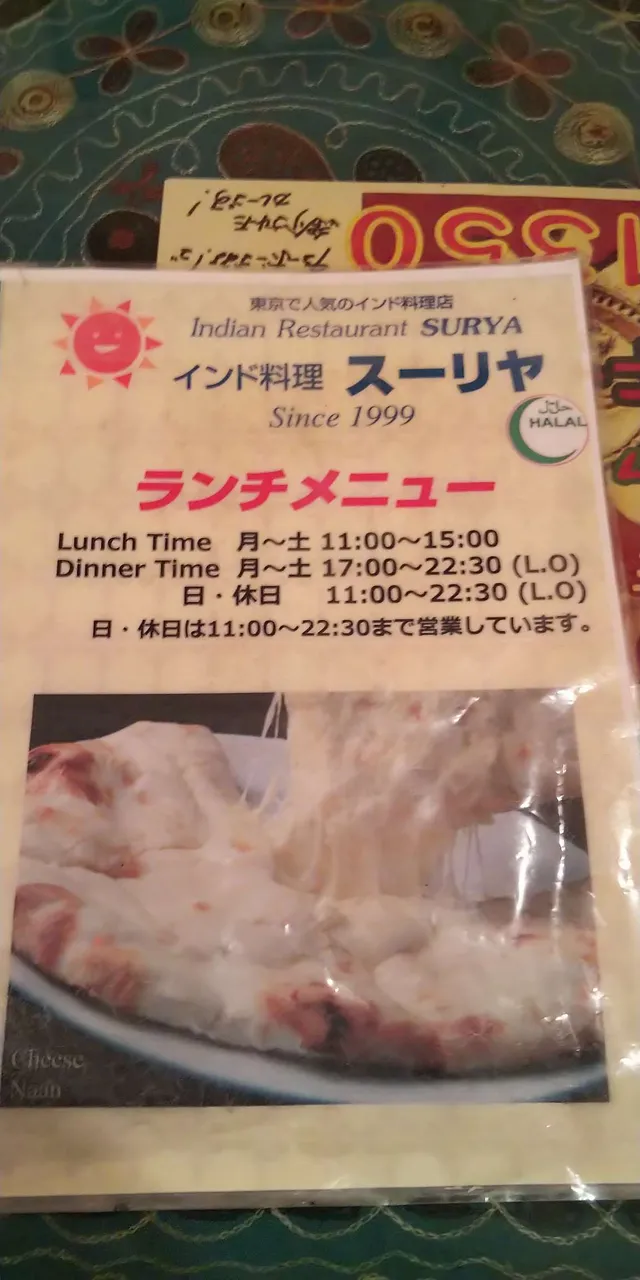 1350
東京で人気のインド料理店
Indian Restaurant SURYA
インド料理 スーリヤ
Since 1999
حلال
HALAL
ランチメニュー
Lunch Time 月～土 11:00～15:00
Dinner Time 月～土 17:00～22:30 (L.O)
日・休日 11:00～22:30 (L.O)
日・休日は11:00～22:30まで営業しています。
Cheese
Naan